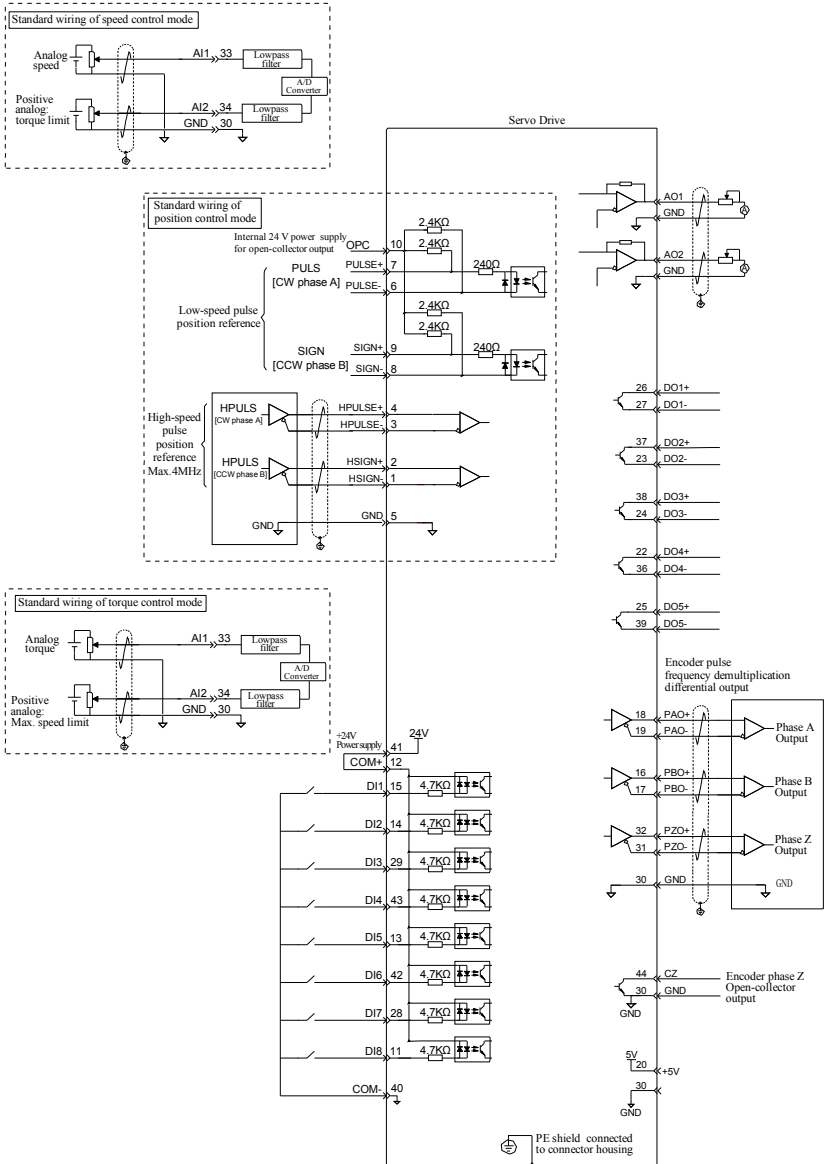 Standard wiring of speed control mode
Analog
speed
AI1 33
Lowpass
filter
A/D
Converter
Positive
analog:
torque limit
AI2 34
Lowpass
filter
GND 30
Servo Drive
Standard wiring of
position control mode
Internal 24 V power supply
for open-collector output
OPC 10
2.4KΩ
2.4KΩ
PULS
[CW phase A]
PULSE+ 7
240Ω
PULSE- 6
Low-speed pulse
position reference
2.4KΩ
2.4KΩ
SIGN
[CCW phase B]
SIGN+ 9
240Ω
SIGN- 8
High-speed
pulse
position
reference
Max.4MHz
HPULS
[CW phase A]
HPULSE+ 4
HPULSE- 3
HPULS
[CCW phase B]
HSIGN+ 2
HSIGN- 1
GND
GND 5
Standard wiring of torque control mode
Analog
torque
AI1 33
Lowpass
filter
A/D
Converter
Positive
analog:
Max. speed limit
AI2 34
Lowpass
filter
GND 30
+24V
Power supply
41
24V
COM+ 12
DI1 15 4.7KΩ
DI2 14 4.7KΩ
DI3 29 4.7KΩ
DI4 43 4.7KΩ
DI5 13 4.7KΩ
DI6 42 4.7KΩ
DI7 28 4.7KΩ
DI8 11 4.7KΩ
COM- 40
AO1
GND
A
AO2
GND
A
26 DO1+
27 DO1-
37 DO2+
23 DO2-
38 DO3+
24 DO3-
22 DO4+
36 DO4-
25 DO5+
39 DO5-
Encoder pulse
frequency demultiplication
differential output
18 PAO+
19 PAO-
Phase A
Output
16 PBO+
17 PBO-
Phase B
Output
32 PZO+
31 PZO-
Phase Z
Output
30 GND
GND
44 CZ
30 GND
GND
Encoder phase Z
Open-collector
output
5V
20 +5V
30
GND
PE shield connected
to connector housing